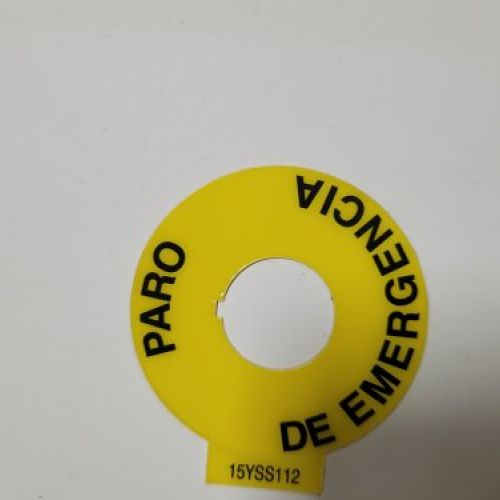 PARO
DE EMERGENCIA
15YSS112